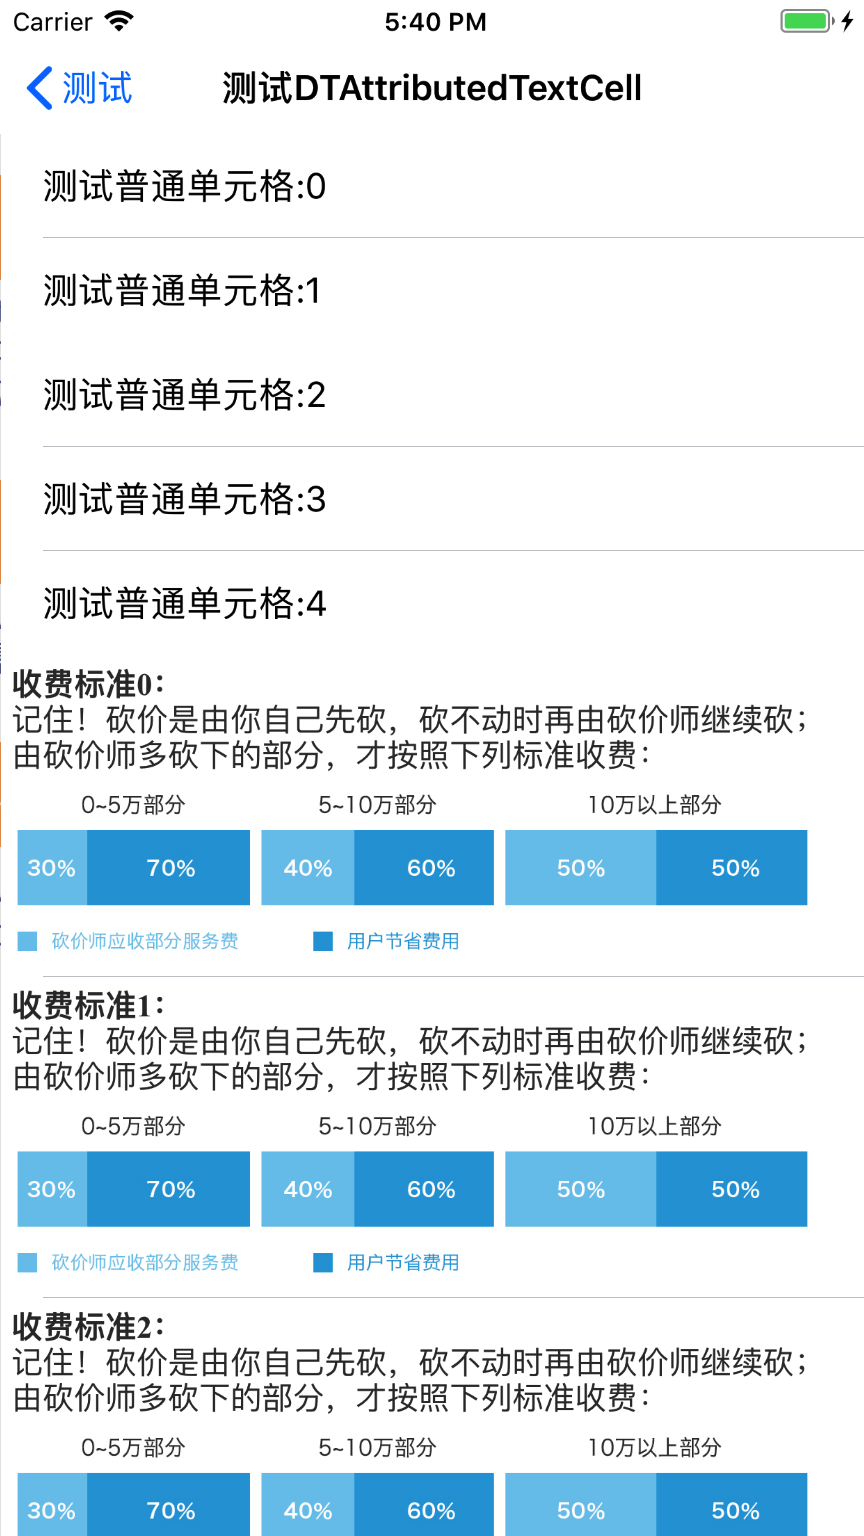 Carrier 5:40 PM
测试 测试DTAttributedTextCell
测试普通单元格:0
测试普通单元格:1
测试普通单元格:2
测试普通单元格:3
测试普通单元格:4
收费标准0：
记住！砍价是由你自己先砍，砍不动时再由砍价师继续砍；
由砍价师多砍下的部分，才按照下列标准收费：
0~5万部分 5~10万部分 10万以上部分
30% 70% 40% 60% 50% 50%
砍价师应收部分服务费 用户节省费用
收费标准1：
记住！砍价是由你自己先砍，砍不动时再由砍价师继续砍；
由砍价师多砍下的部分，才按照下列标准收费：
0~5万部分 5~10万部分 10万以上部分
30% 70% 40% 60% 50% 50%
砍价师应收部分服务费 用户节省费用
收费标准2：
记住！砍价是由你自己先砍，砍不动时再由砍价师继续砍；
由砍价师多砍下的部分，才按照下列标准收费：
0~5万部分 5~10万部分 10万以上部分
30% 70% 40% 60% 50% 50%